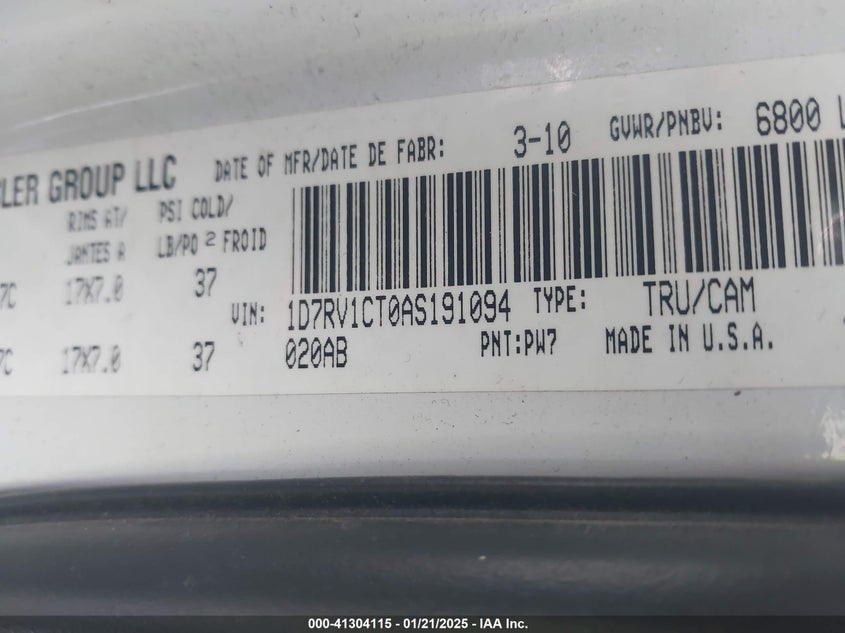 LER GROUP LLC DATE OF MFR/DATE DE FABR: 3-10 GVWR/PNBV: 6800 L
RIMS AT/ PSI COLD/
JANTES A LB/PO 2 FROID
7C 17X7.0 37
VIN: 1D7RV1CT0AS191094 TYPE: TRU/CAM
7C 17X7.0 37 020AB PNT:PW7 MADE IN U.S.A.
000-41304115 - 01/21/2025 - IAA Inc.